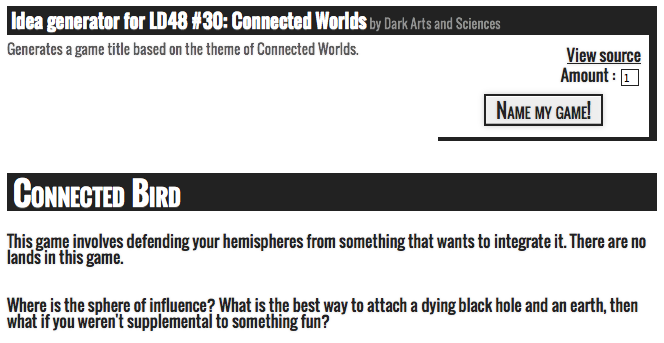 Idea generator for LD48 #30: Connected Worlds by Dark Arts and Sciences
Generates a game title based on the theme of Connected Worlds.
View source
Amount : 1
Name my game!
Connected Bird
This game involves defending your hemispheres from something that wants to integrate it. There are no
lands in this game.
Where is the sphere of influence? What is the best way to attach a dying black hole and an earth, then
what if you weren't supplemental to something fun?